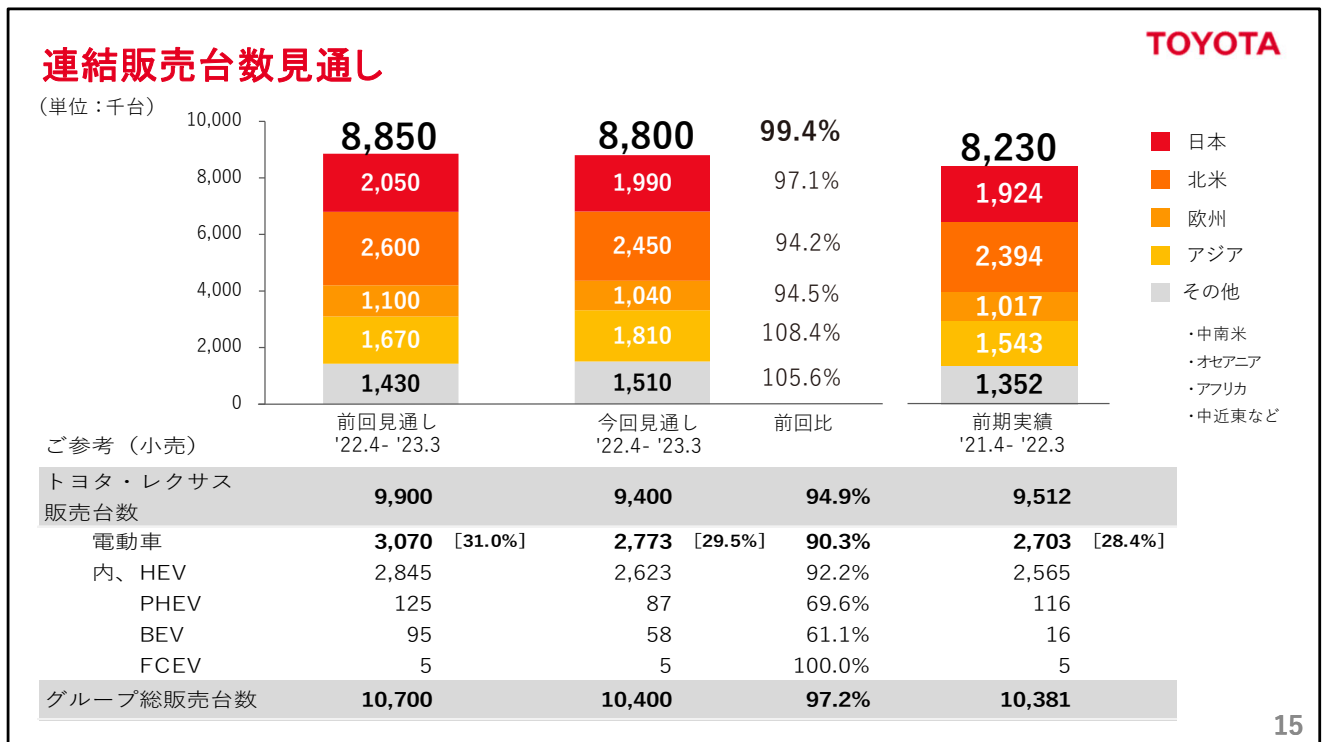 TOYOTA
連結販売台数見通し
（単位：千台）
10,000
8,000
6,000
4,000
2,000
0
8,850
2,050
2,600
1,100
1,670
1,430
8,800
1,990
2,450
1,040
1,810
1,510
99.4%
97.1%
94.2%
94.5%
108.4%
105.6%
8,230
1,924
2,394
1,017
1,543
1,352
日本
北米
欧州
アジア
その他
・中南米
・オセアニア
・アフリカ
・中近東など
前回見通し
'22.4- '23.3
今回見通し
'22.4- '23.3
前回比
前期実績
'21.4- '22.3
ご参考（小売）
トヨタ・レクサス
販売台数 9,900 9,400 94.9% 9,512
電動車 3,070 [31.0%] 2,773 [29.5%] 90.3% 2,703 [28.4%]
内、HEV 2,845 2,623 92.2% 2,565
PHEV 125 87 69.6% 116
BEV 95 58 61.1% 16
FCEV 5 5 100.0% 5
グループ総販売台数 10,700 10,400 97.2% 10,381
15